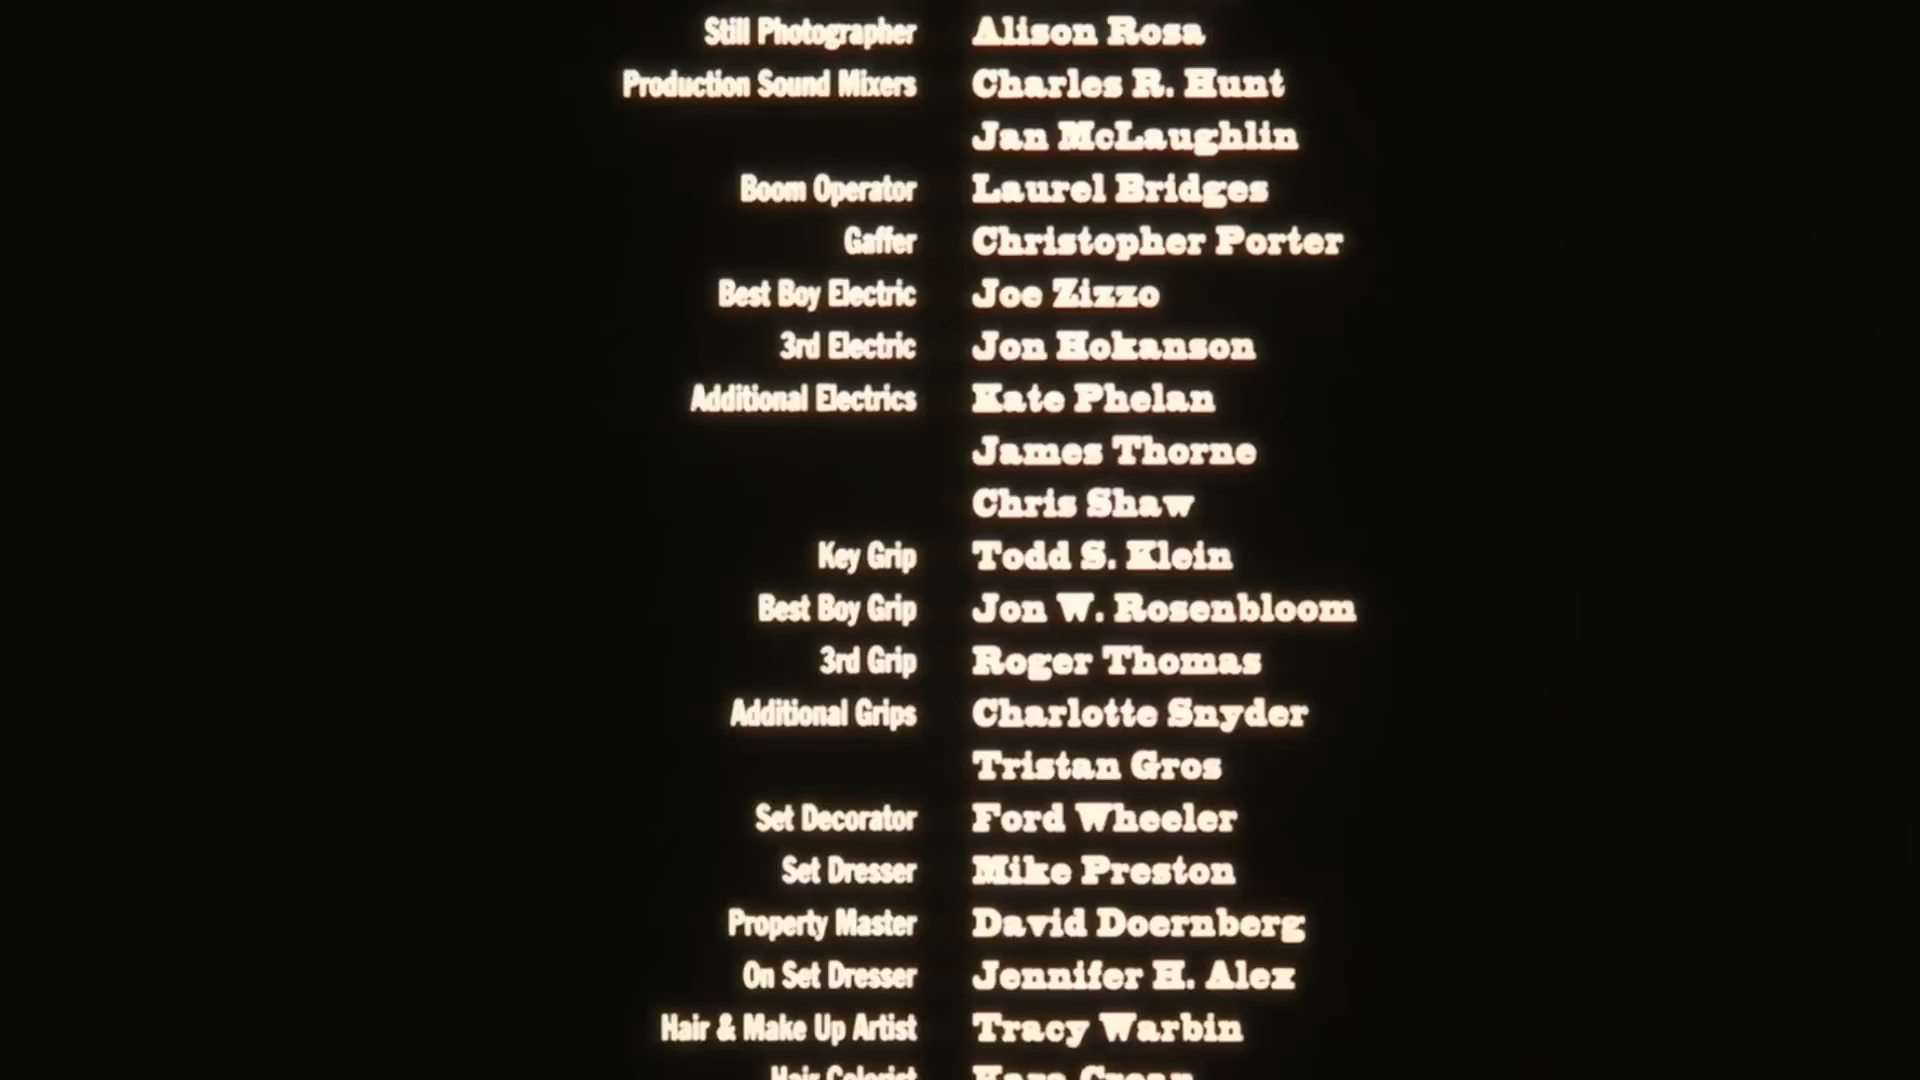 Still Photographer Alison Rosa
Production Sound Mixers Charles R. Hunt
Jan McLaughlin
Boom Operator Laurel Bridges
Gaffer Christopher Porter
Best Boy Electric Joe Zizzo
3rd Electric Jon Hokanson
Additional Electrics Kate Phelan
James Thorne
Chris Shaw
Key Grip Todd S. Klein
Best Boy Grip Jon W. Rosenbloom
3rd Grip Roger Thomas
Additional Grips Charlotte Snyder
Tristan Gros
Set Decorator Ford Wheeler
Set Dresser Mike Preston
Property Master David Doernberg
On Set Dresser Jennifer H. Alex
Hair & Make Up Artist Tracy Warbin
Hair Colorist